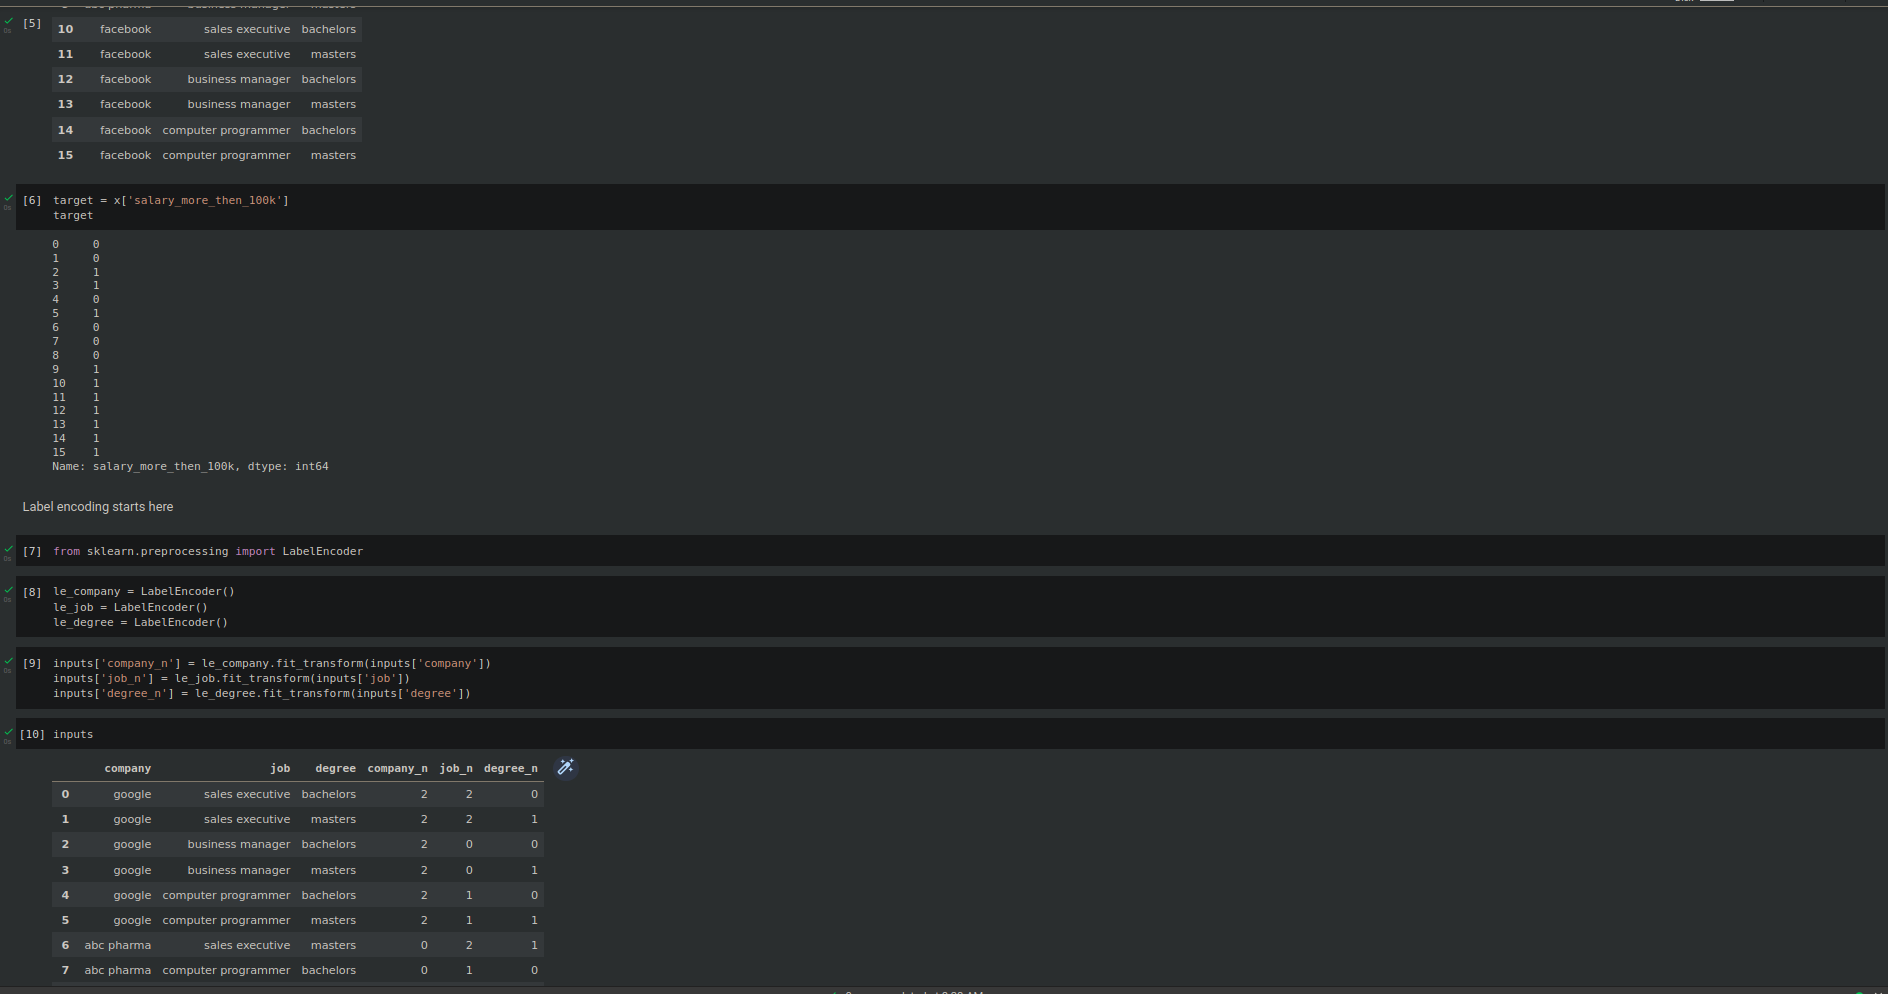 [5]
10 facebook sales executive bachelors
11 facebook sales executive masters
12 facebook business manager bachelors
13 facebook business manager masters
14 facebook computer programmer bachelors
15 facebook computer programmer masters
[6] target = x['salary_more_then_100k']
target
0 0
1 0
2 1
3 1
4 0
5 1
6 0
7 0
8 0
9 1
10 1
11 1
12 1
13 1
14 1
15 1
Name: salary_more_then_100k, dtype: int64
Label encoding starts here
[7] from sklearn.preprocessing import LabelEncoder
[8] le_company = LabelEncoder()
le_job = LabelEncoder()
le_degree = LabelEncoder()
[9] inputs['company_n'] = le_company.fit_transform(inputs['company'])
inputs['job_n'] = le_job.fit_transform(inputs['job'])
inputs['degree_n'] = le_degree.fit_transform(inputs['degree'])
[10] inputs
company job degree company_n job_n degree_n
0 google sales executive bachelors 2 2 0
1 google sales executive masters 2 2 1
2 google business manager bachelors 2 0 0
3 google business manager masters 2 0 1
4 google computer programmer bachelors 2 1 0
5 google computer programmer masters 2 1 1
6 abc pharma sales executive masters 0 2 1
7 abc pharma computer programmer bachelors 0 1 0